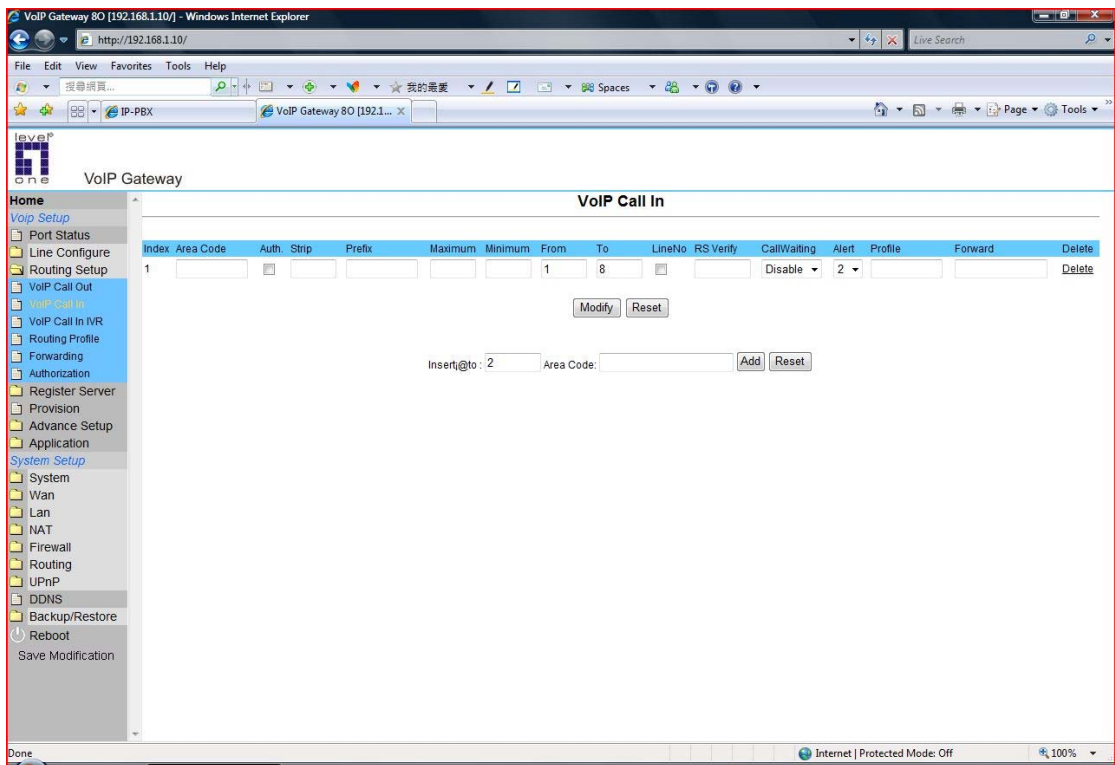 VoIP Gateway 8O [192.168.1.10/] - Windows Internet Explorer
http://192.168.1.10/
Live Search
File Edit View Favorites Tools Help
搜尋網頁...
我的最愛
Spaces
IP-PBX
VoIP Gateway 8O [192.1...
Page
Tools
level
one
VoIP Gateway
Home
Voip Setup
Port Status
Line Configure
Routing Setup
VoIP Call Out
VoIP Call In
VoIP Call In IVR
Routing Profile
Forwarding
Authorization
Register Server
Provision
Advance Setup
Application
System Setup
System
Wan
Lan
NAT
Firewall
Routing
UPnP
DDNS
Backup/Restore
Reboot
Save Modification
VoIP Call In
Index Area Code Auth. Strip Prefix Maximum Minimum From To LineNo RS Verify CallWaiting Alert Profile Forward Delete
1 1 8 Disable 2 Delete
Modify Reset
Insert¡@to : 2 Area Code: Add Reset
Done
Internet | Protected Mode: Off
100%